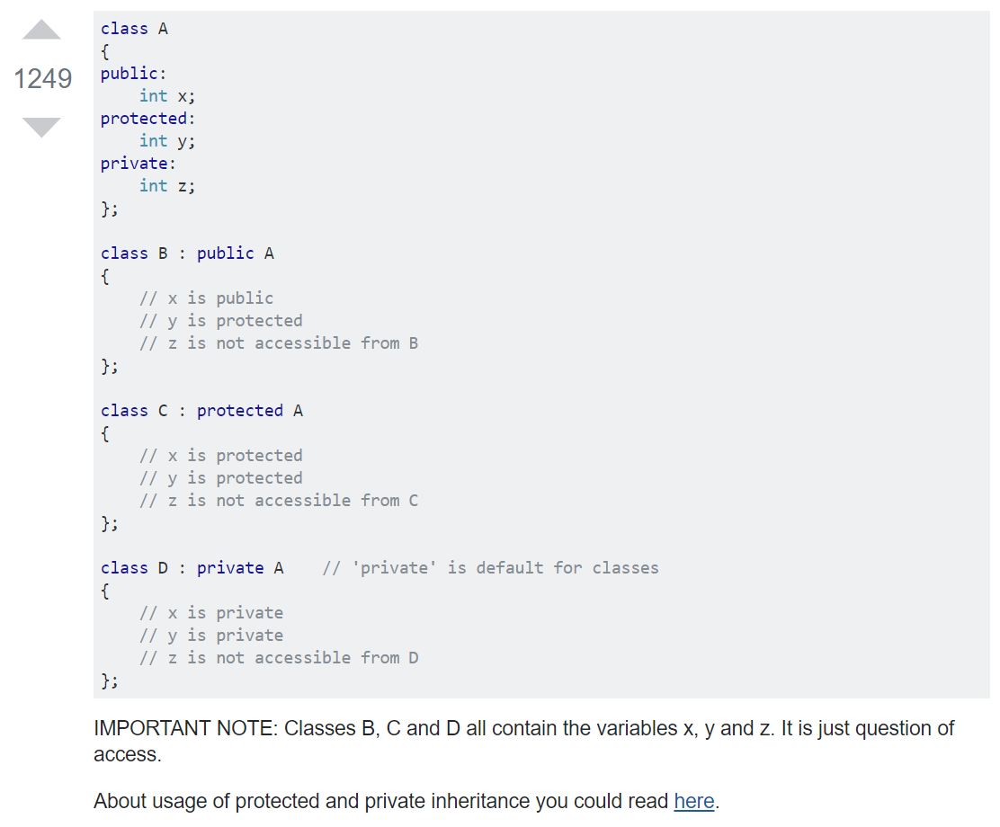 1249
class A
{
public:
    int x;
protected:
    int y;
private:
    int z;
};

class B : public A
{
    // x is public
    // y is protected
    // z is not accessible from B
};

class C : protected A
{
    // x is protected
    // y is protected
    // z is not accessible from C
};

class D : private A    // 'private' is default for classes
{
    // x is private
    // y is private
    // z is not accessible from D
};
IMPORTANT NOTE: Classes B, C and D all contain the variables x, y and z. It is just question of
access.
About usage of protected and private inheritance you could read here.